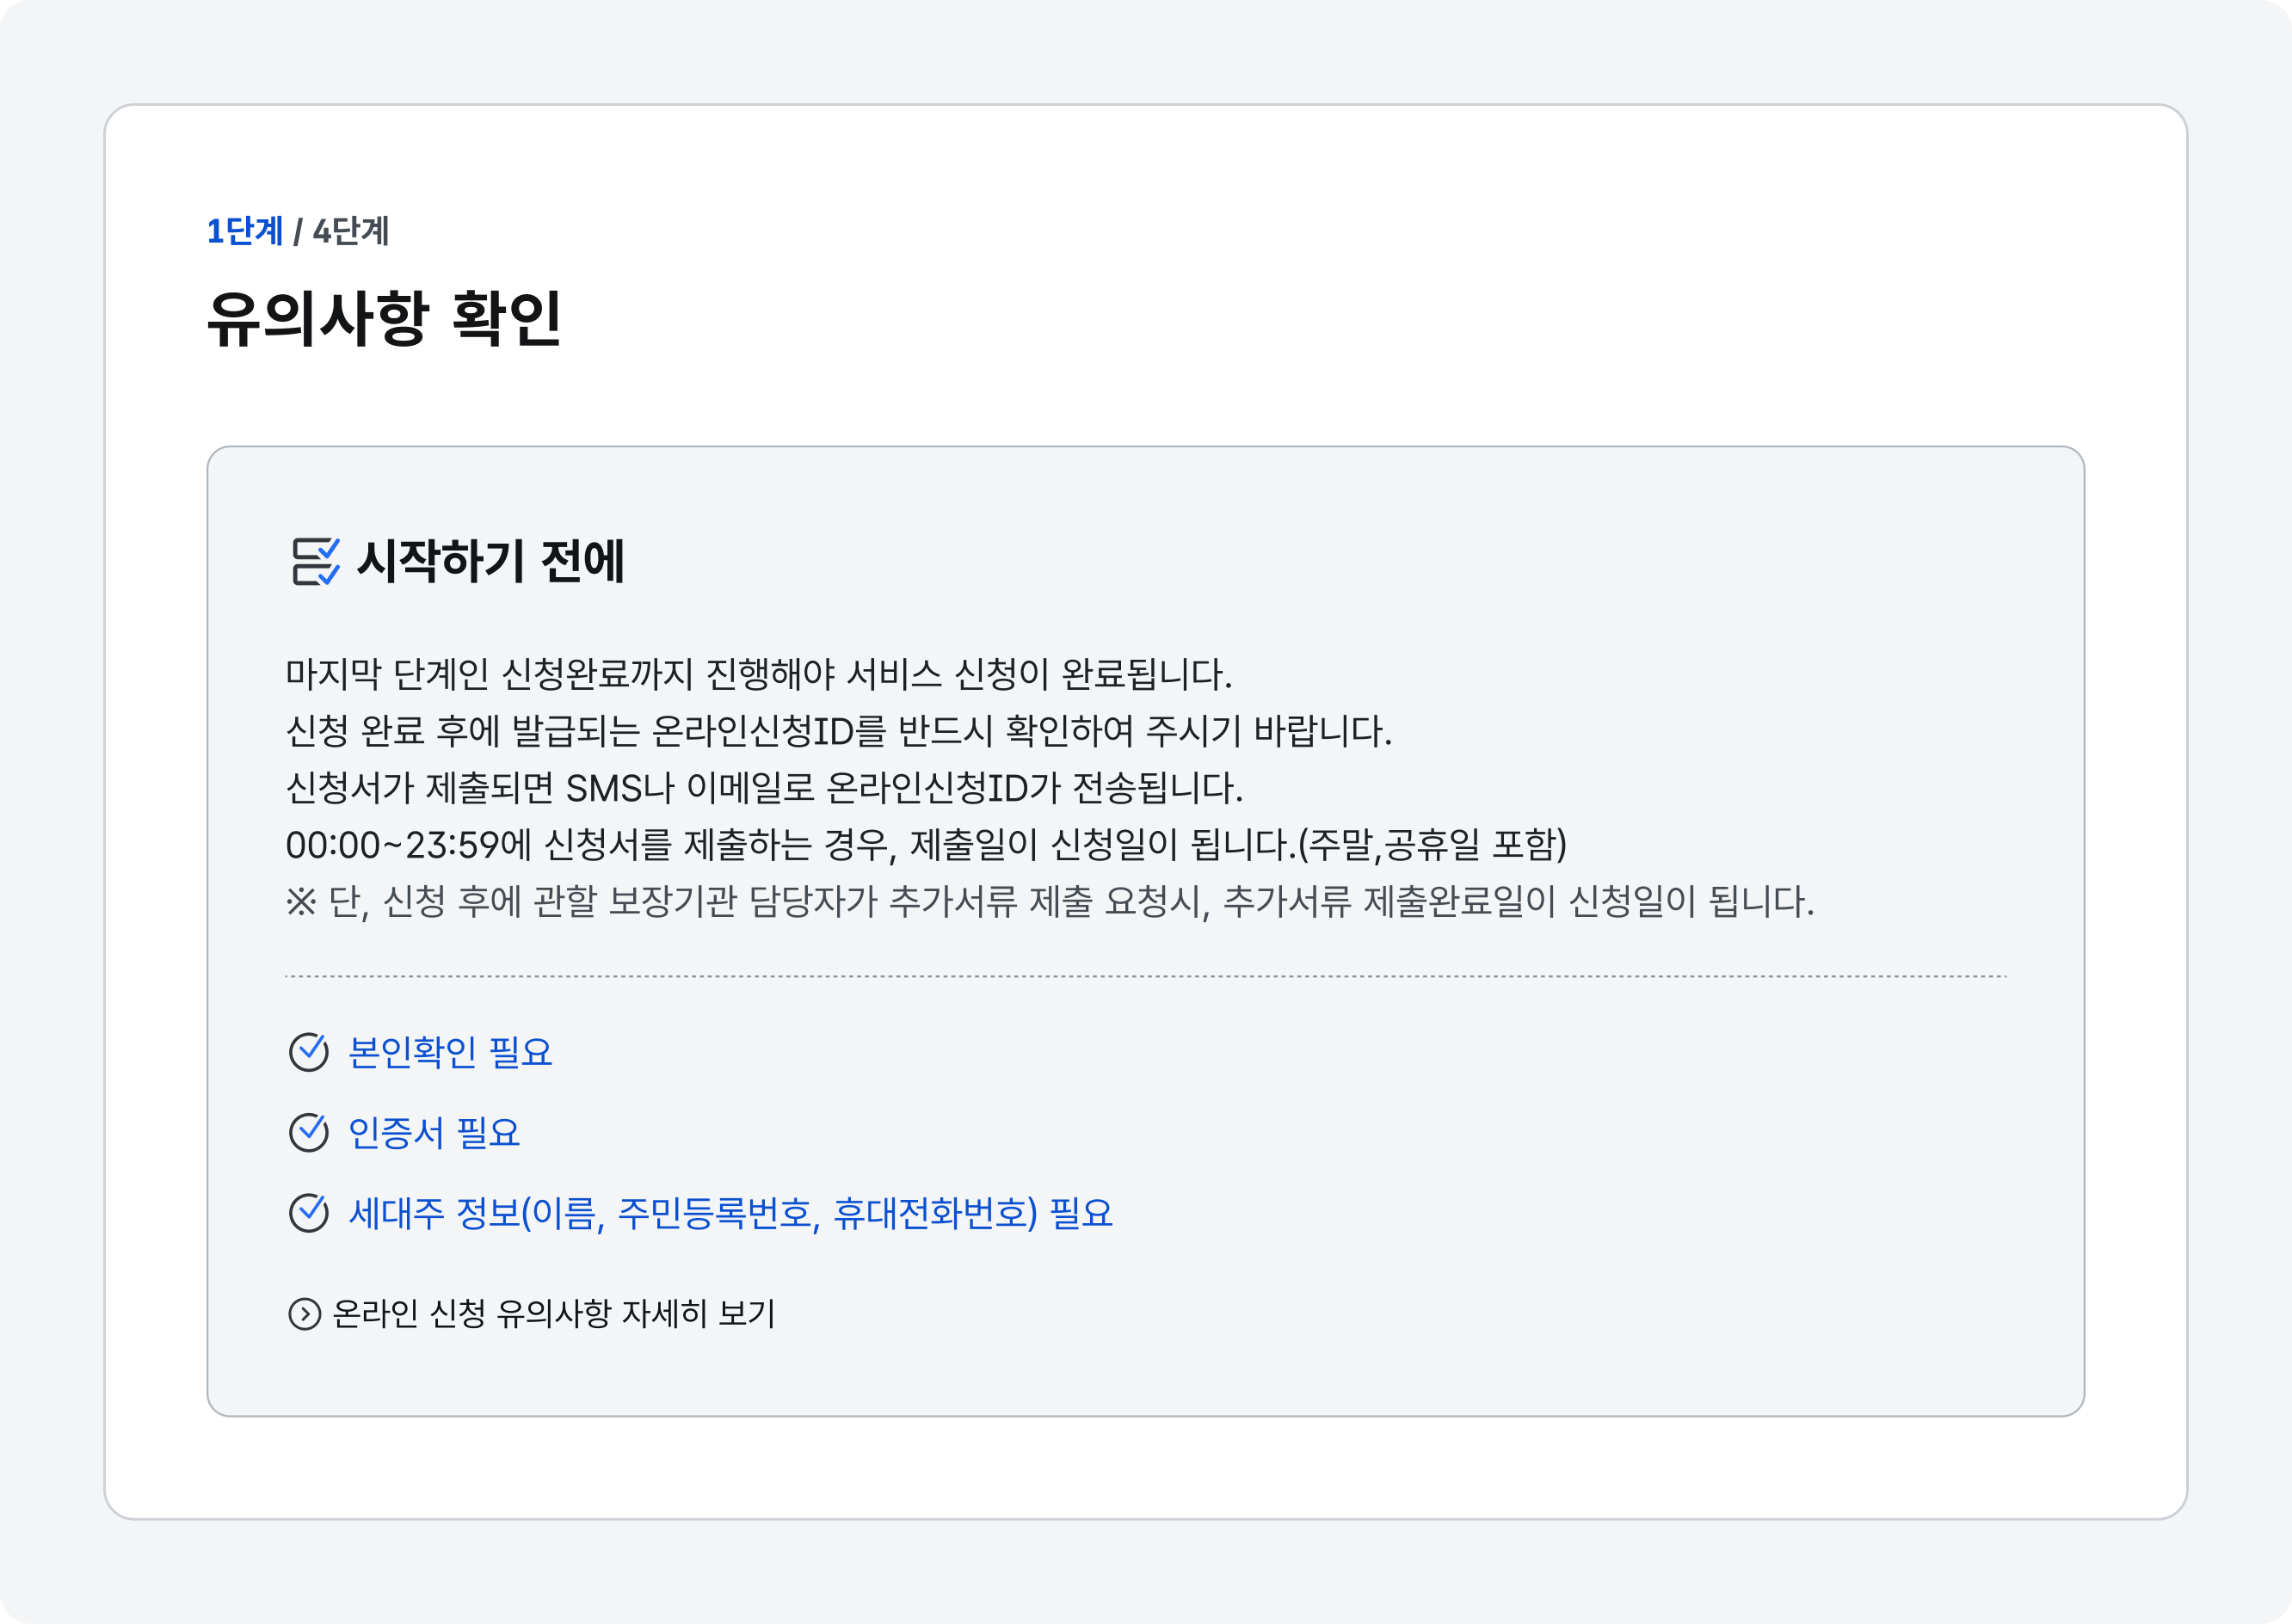 1단계 / 4단계
유의사항 확인
시작하기 전에
마지막 단계인 신청완료까지 진행해야 서비스 신청이 완료됩니다.
신청 완료 후에 발급되는 온라인신청ID를 반드시 확인하여 주시기 바랍니다.
신청서가 제출되면 SMS나 이메일로 온라인신청ID가 전송됩니다.
00:00~23:59에 신청서를 제출하는 경우, 제출일이 신청일이 됩니다.(주말,공휴일 포함)
※ 단, 신청 후에 관할 보장기관 담당자가 추가서류 제출 요청시, 추가서류 제출완료일이 신청일이 됩니다.
본인확인 필요
인증서 필요
세대주 정보(이름, 주민등록번호, 휴대전화번호) 필요
온라인 신청 유의사항 자세히 보기